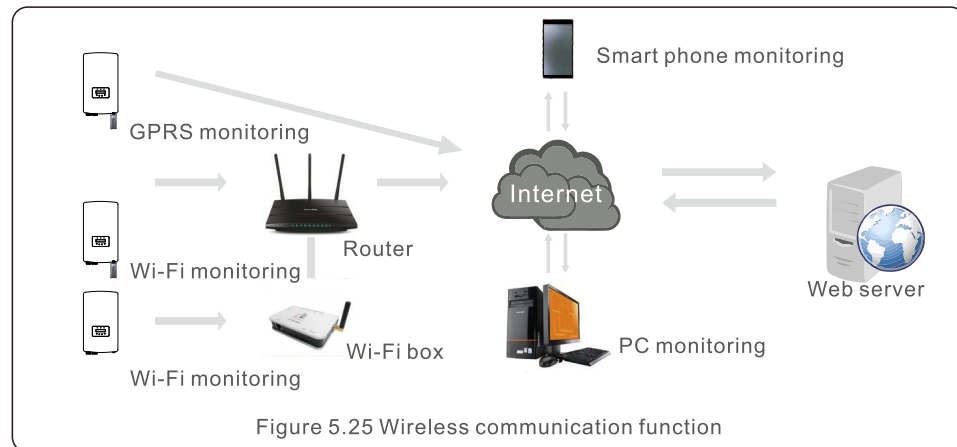 Smart phone monitoring
GPRS monitoring
Internet
Router
Wi-Fi monitoring
Web server
Wi-Fi box
PC monitoring
Wi-Fi monitoring
Figure 5.25 Wireless communication function